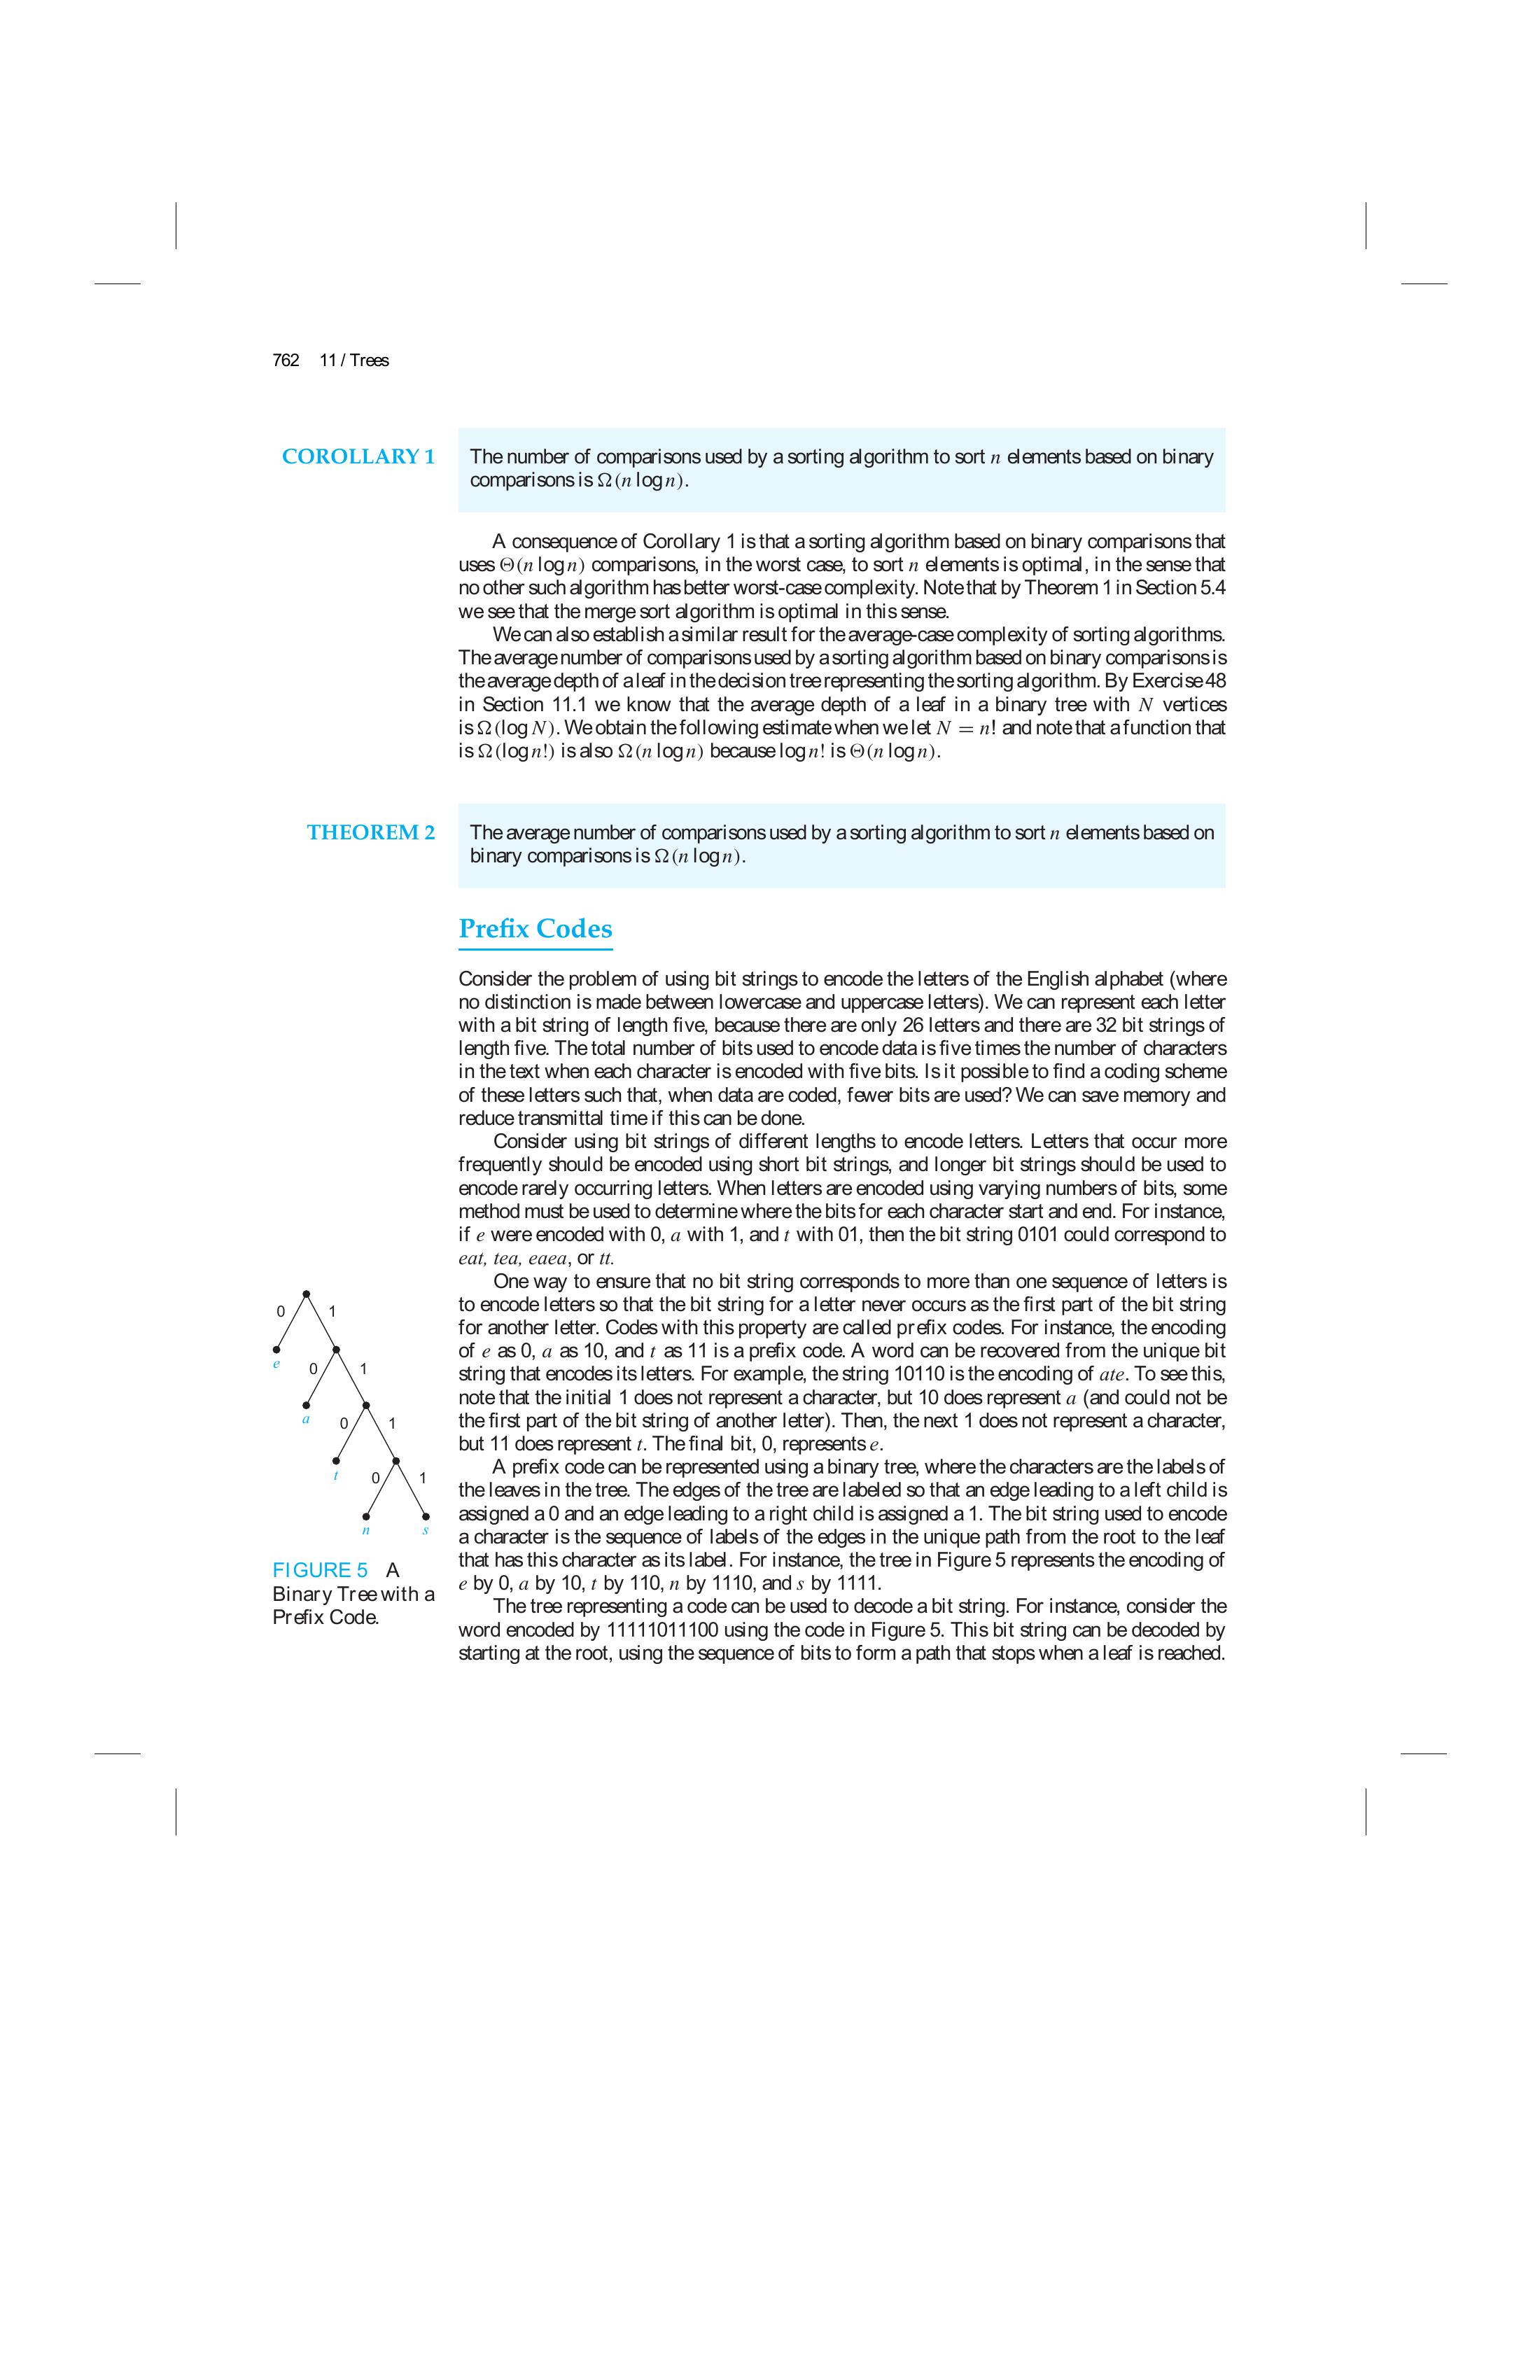 762 11 / Trees
COROLLARY 1
The number of comparisons used by a sorting algorithm to sort n elements based on binary
comparisons is Ω(n log n).
A consequence of Corollary 1 is that a sorting algorithm based on binary comparisons that
uses Θ(n log n) comparisons, in the worst case, to sort n elements is optimal, in the sense that
no other such algorithm has better worst-case complexity. Note that by Theorem 1 in Section 5.4
we see that the merge sort algorithm is optimal in this sense.
We can also establish a similar result for the average-case complexity of sorting algorithms.
The average number of comparisons used by a sorting algorithm based on binary comparisons is
the average depth of a leaf in the decision tree representing the sorting algorithm. By Exercise 48
in Section 11.1 we know that the average depth of a leaf in a binary tree with N vertices
is Ω(log N). We obtain the following estimate when we let N = n! and note that a function that
is Ω(log n!) is also Ω(n log n) because log n! is Θ(n log n).
THEOREM 2
The average number of comparisons used by a sorting algorithm to sort n elements based on
binary comparisons is Ω(n log n).
Prefix Codes
Consider the problem of using bit strings to encode the letters of the English alphabet (where
no distinction is made between lowercase and uppercase letters). We can represent each letter
with a bit string of length five, because there are only 26 letters and there are 32 bit strings of
length five. The total number of bits used to encode data is five times the number of characters
in the text when each character is encoded with five bits. Is it possible to find a coding scheme
of these letters such that, when data are coded, fewer bits are used? We can save memory and
reduce transmittal time if this can be done.
Consider using bit strings of different lengths to encode letters. Letters that occur more
frequently should be encoded using short bit strings, and longer bit strings should be used to
encode rarely occurring letters. When letters are encoded using varying numbers of bits, some
method must be used to determine where the bits for each character start and end. For instance,
if e were encoded with 0, a with 1, and t with 01, then the bit string 0101 could correspond to
eat, tea, eaea, or tt.
One way to ensure that no bit string corresponds to more than one sequence of letters is
to encode letters so that the bit string for a letter never occurs as the first part of the bit string
for another letter. Codes with this property are called prefix codes. For instance, the encoding
of e as 0, a as 10, and t as 11 is a prefix code. A word can be recovered from the unique bit
string that encodes its letters. For example, the string 10110 is the encoding of ate. To see this,
note that the initial 1 does not represent a character, but 10 does represent a (and could not be
the first part of the bit string of another letter). Then, the next 1 does not represent a character,
but 11 does represent t. The final bit, 0, represents e.
A prefix code can be represented using a binary tree, where the characters are the labels of
the leaves in the tree. The edges of the tree are labeled so that an edge leading to a left child is
assigned a 0 and an edge leading to a right child is assigned a 1. The bit string used to encode
a character is the sequence of labels of the edges in the unique path from the root to the leaf
that has this character as its label. For instance, the tree in Figure 5 represents the encoding of
e by 0, a by 10, t by 110, n by 1110, and s by 1111.
The tree representing a code can be used to decode a bit string. For instance, consider the
word encoded by 11111011100 using the code in Figure 5. This bit string can be decoded by
starting at the root, using the sequence of bits to form a path that stops when a leaf is reached.
0 1
e
0 1
a
0 1
t
0 1
n s
FIGURE 5 A
Binary Tree with a
Prefix Code.